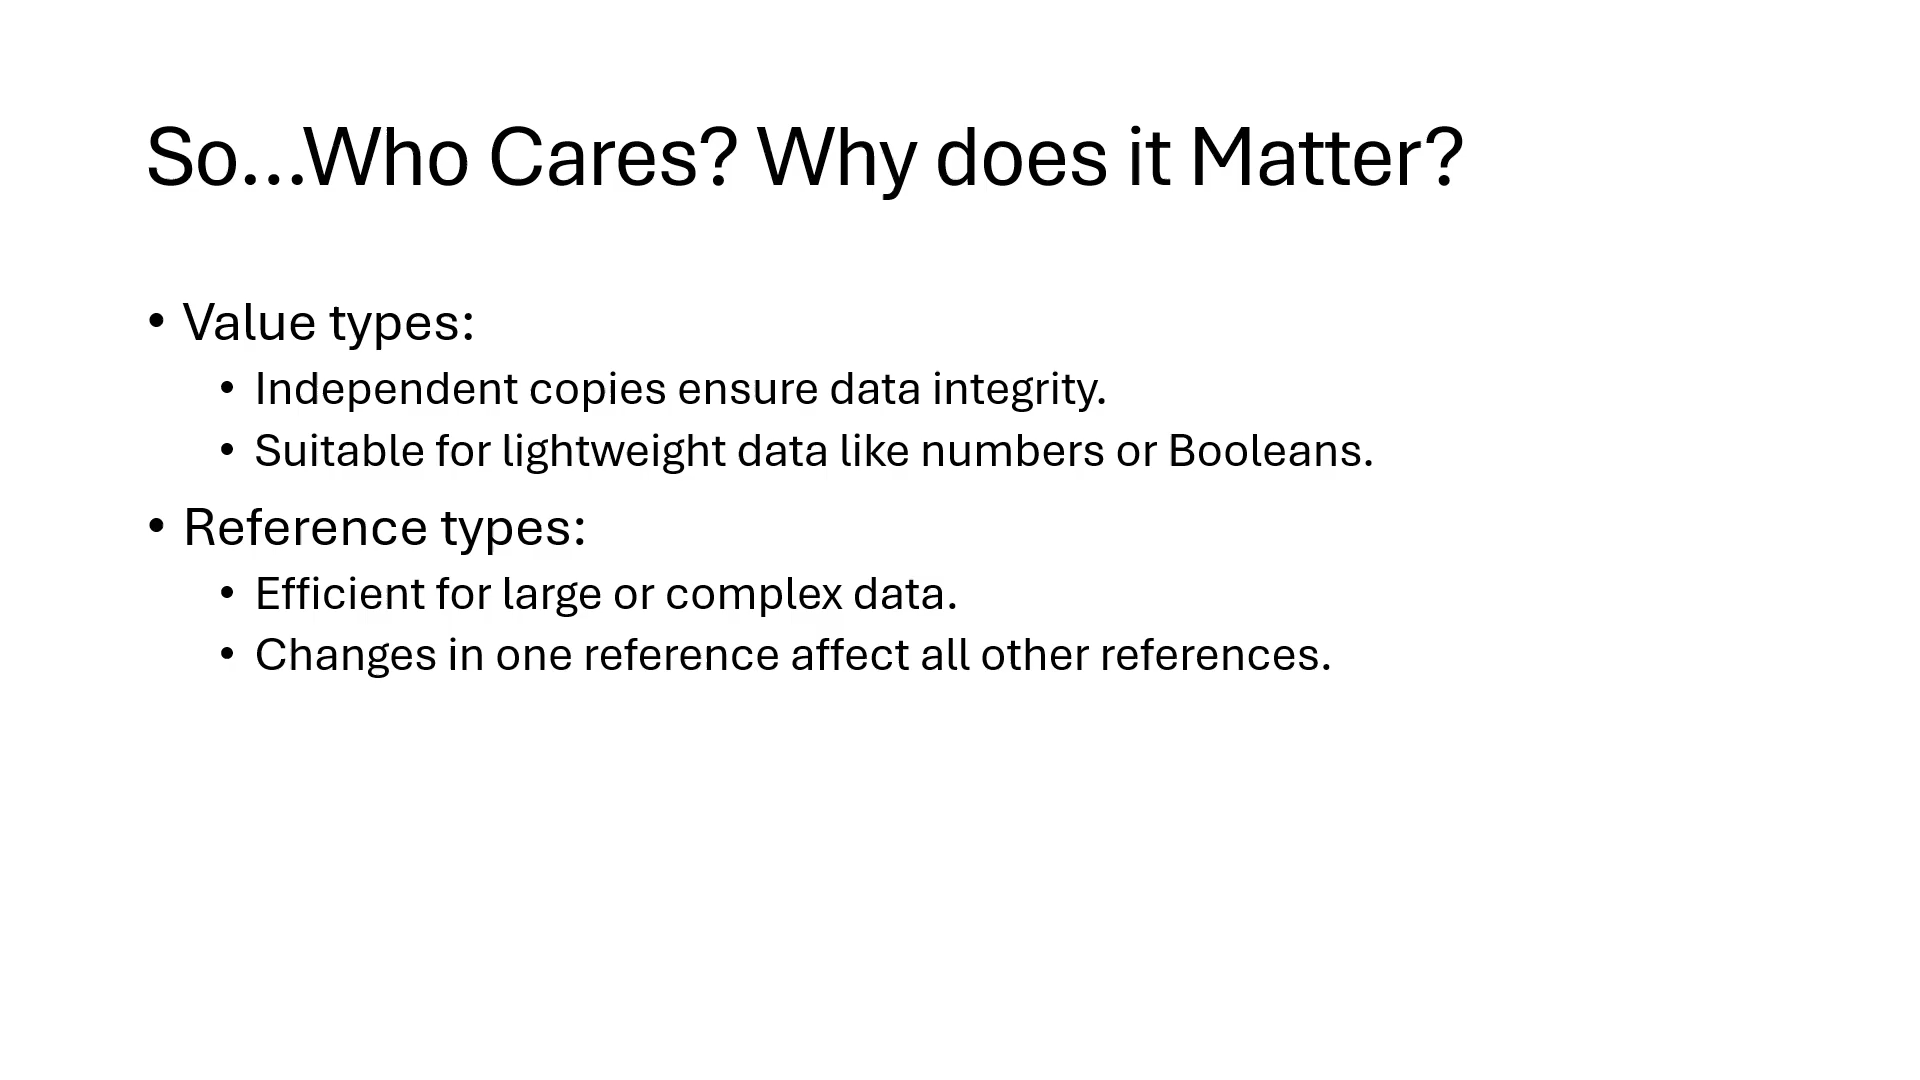 So...Who Cares? Why does it Matter?
• Value types:
• Independent copies ensure data integrity.
• Suitable for lightweight data like numbers or Booleans.
• Reference types:
• Efficient for large or complex data.
• Changes in one reference affect all other references.